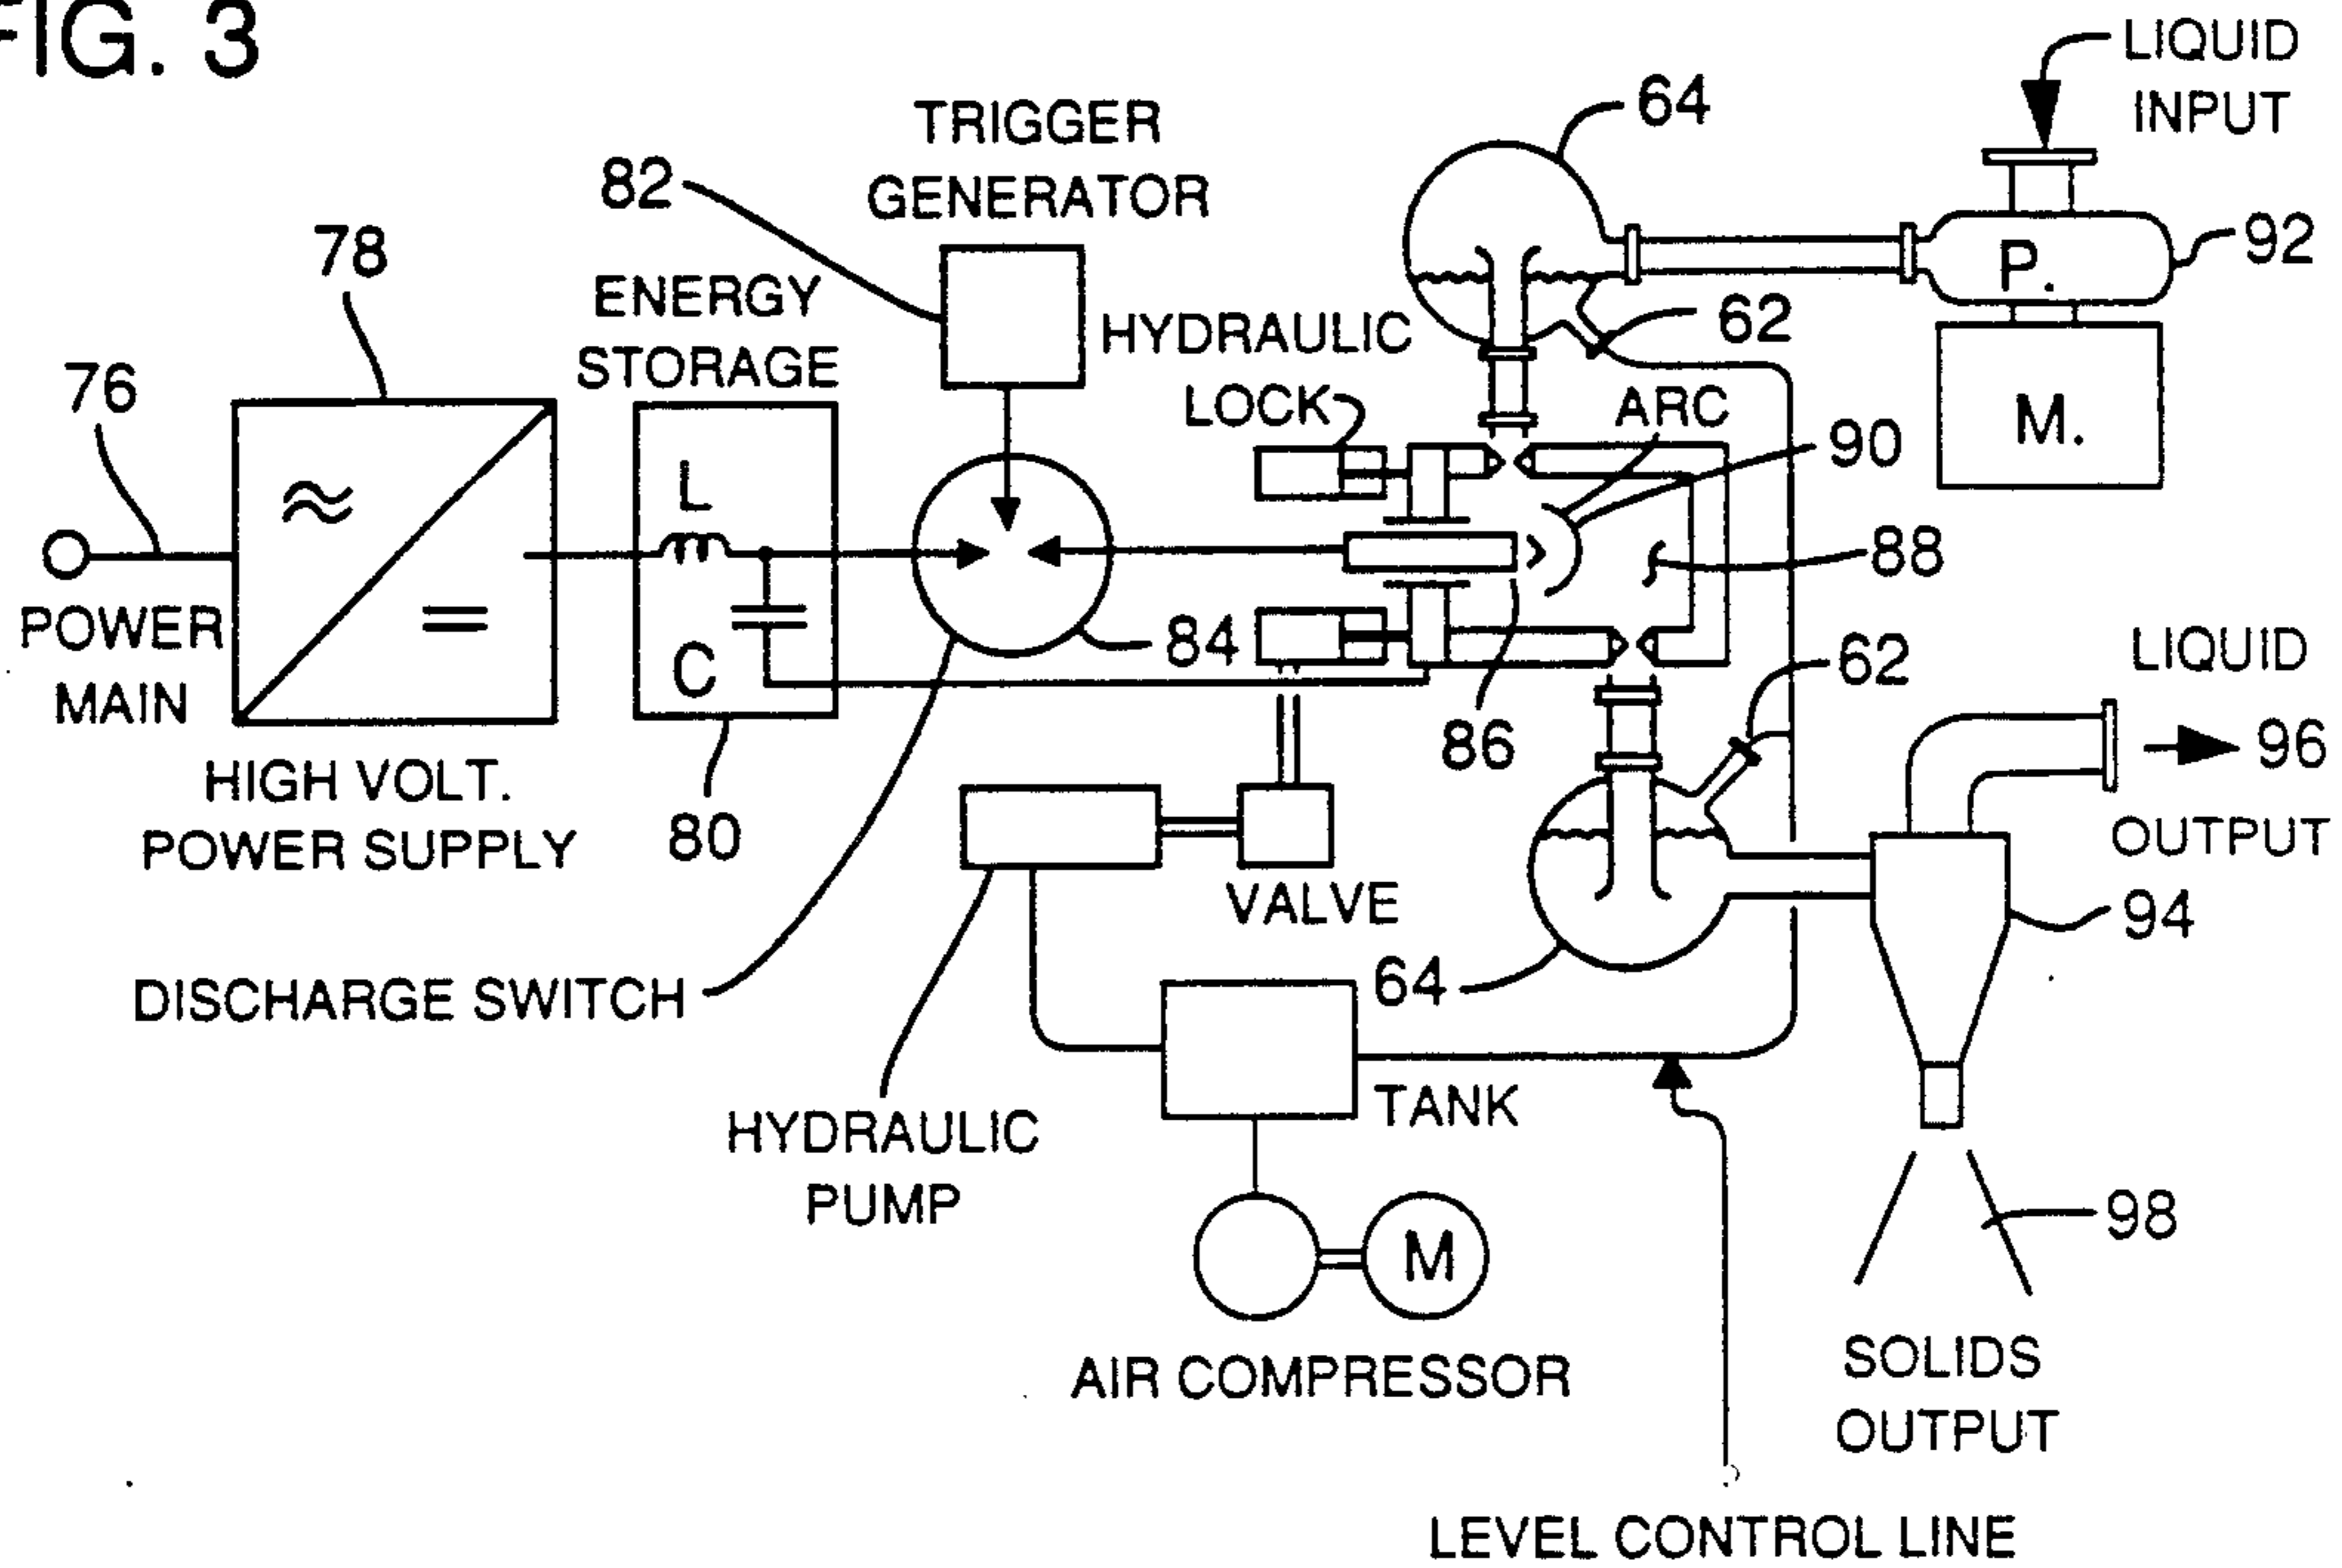 FIG. 3
LIQUID
INPUT
64
TRIGGER
GENERATOR
82
92
P.
78
ENERGY
STORAGE
HYDRAULIC
LOCK
62
ARC
M.
76
90
L
88
POWER
MAIN
C
84
62
LIQUID
96
OUTPUT
86
HIGH VOLT.
POWER SUPPLY
80
VALVE
94
DISCHARGE SWITCH
64
TANK
HYDRAULIC
PUMP
98
M
AIR COMPRESSOR
SOLIDS
OUTPUT
LEVEL CONTROL LINE